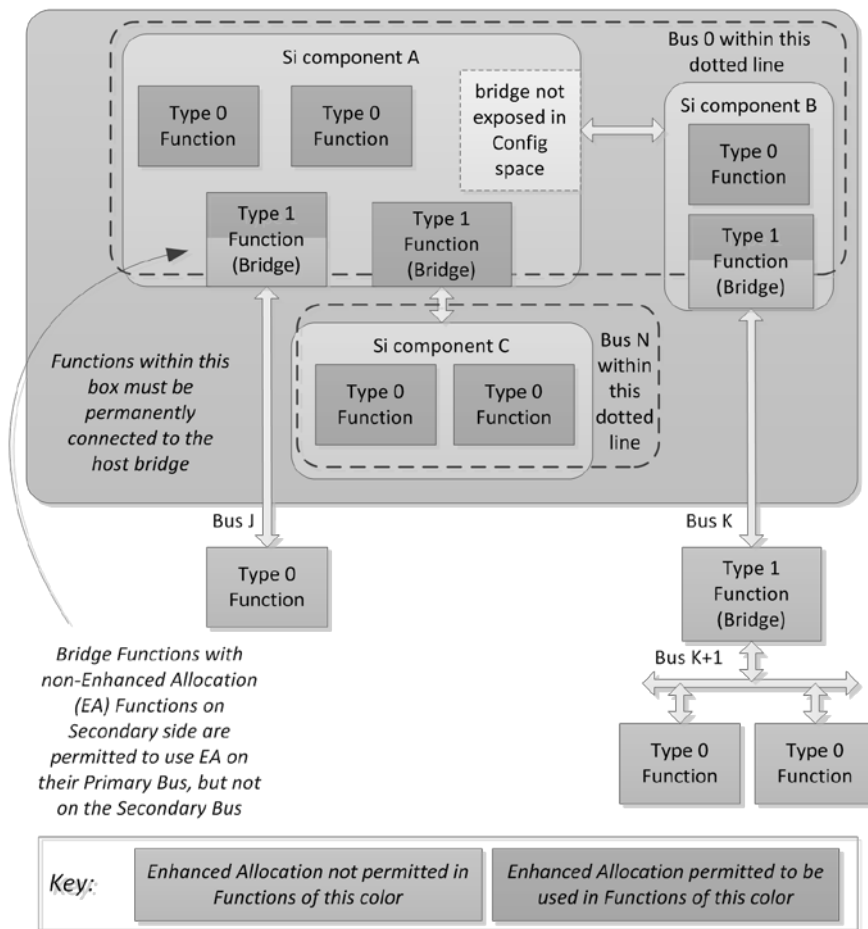 Si component A
Bus 0 within this
dotted line
Type 0
Function
Type 0
Function
bridge not
exposed in
Config
space
Si component B
Type 0
Function
Type 1
Function
(Bridge)
Type 1
Function
(Bridge)
Type 1
Function
(Bridge)
Functions within this
box must be
permanently
connected to the
host bridge
Si component C
Type 0
Function
Type 0
Function
Bus N
within
this
dotted
line
Bus J
Bus K
Type 0
Function
Type 1
Function
(Bridge)
Bus K+1
Bridge Functions with
non-Enhanced Allocation
(EA) Functions on
Secondary side are
permitted to use EA on
their Primary Bus, but not
on the Secondary Bus
Type 0
Function
Type 0
Function
Key:
Enhanced Allocation not permitted in
Functions of this color
Enhanced Allocation permitted to be
used in Functions of this color